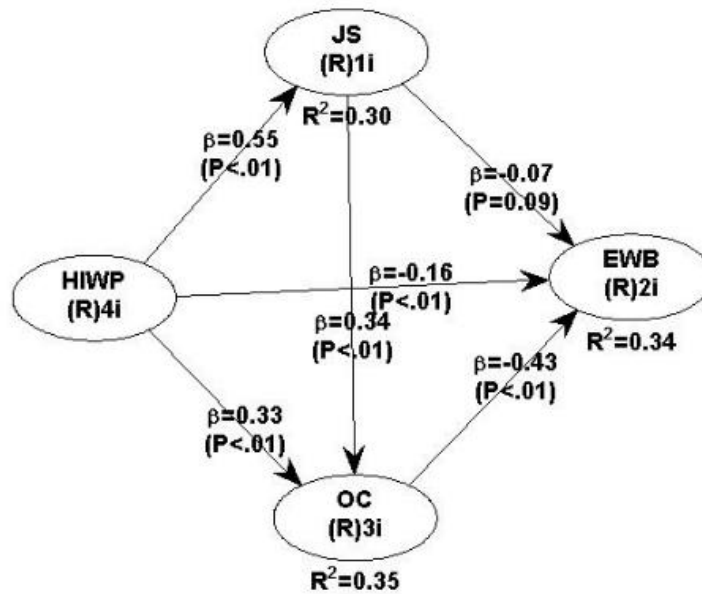 JS
(R)1i
R²=0.30
β=0.55
(P<.01)
β=-0.07
(P=0.09)
HIWP
(R)4i
β=-0.16
(P<.01)
EWB
(R)2i
R²=0.34
β=0.34
(P<.01)
β=-0.43
(P<.01)
β=0.33
(P<.01)
OC
(R)3i
R²=0.35